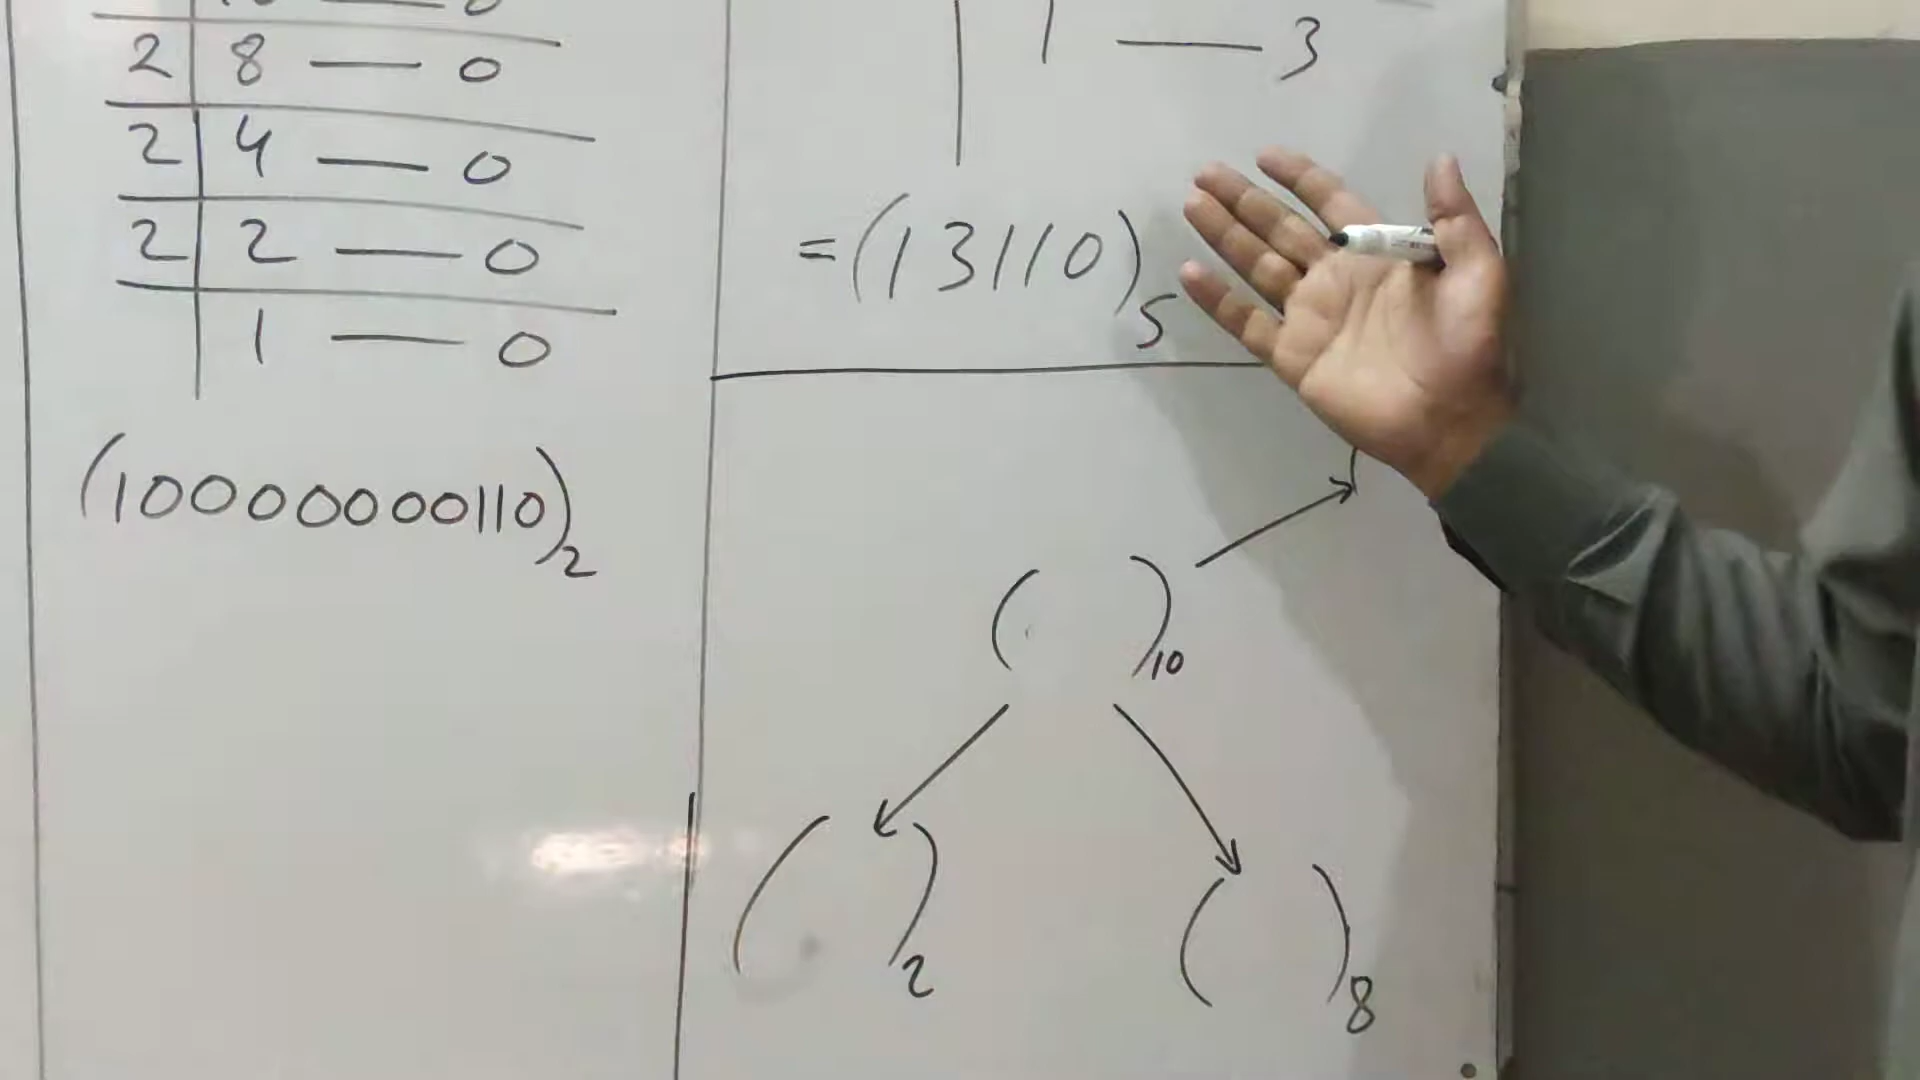 2 8 — 0
2 4 — 0
2 2 — 0
1 — 0
(10000000110)2
1 — 3
=(13110)5
( )10
( )2
( )8